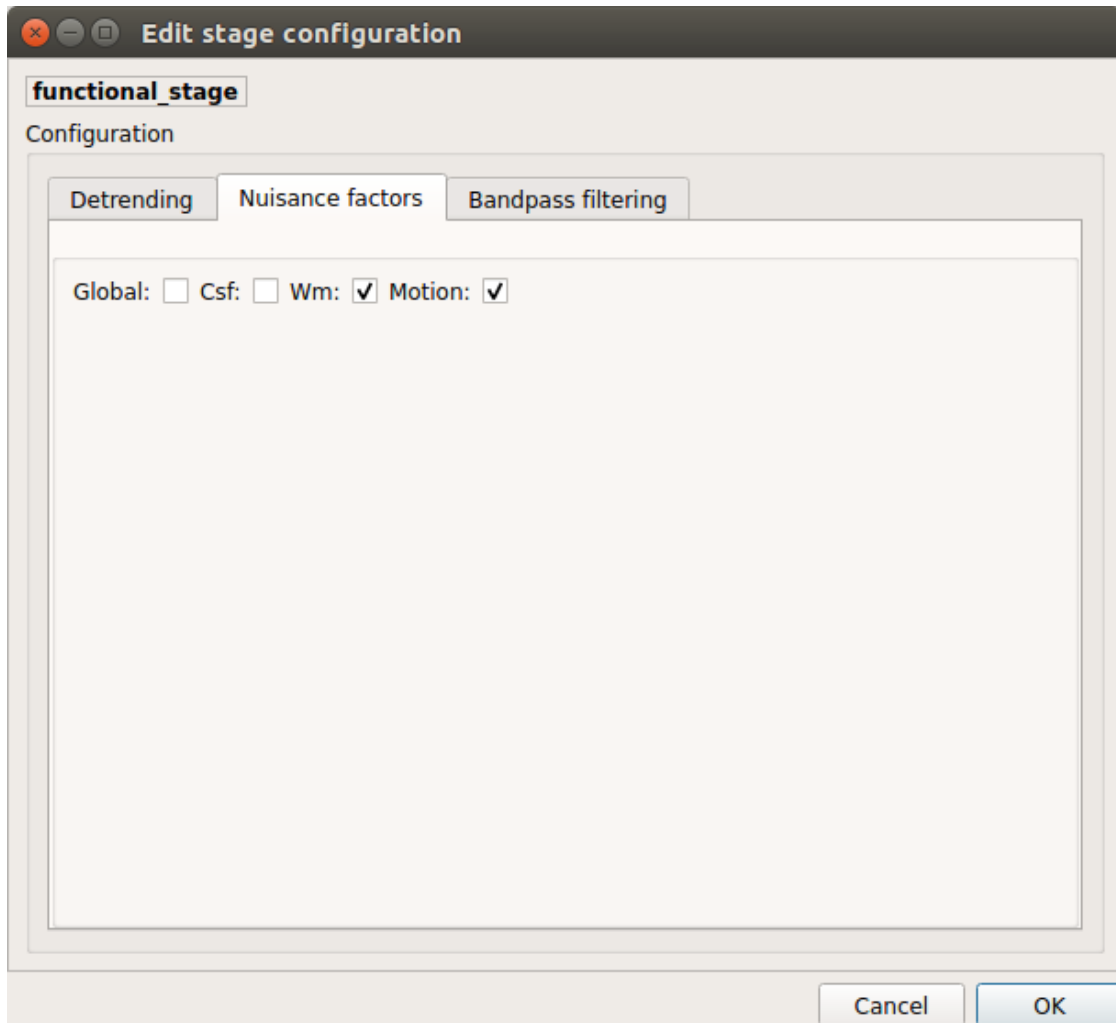 Edit stage configuration
functional_stage
Configuration
Detrending Nuisance factors Bandpass filtering
Global: Csf: Wm: Motion:
Cancel OK